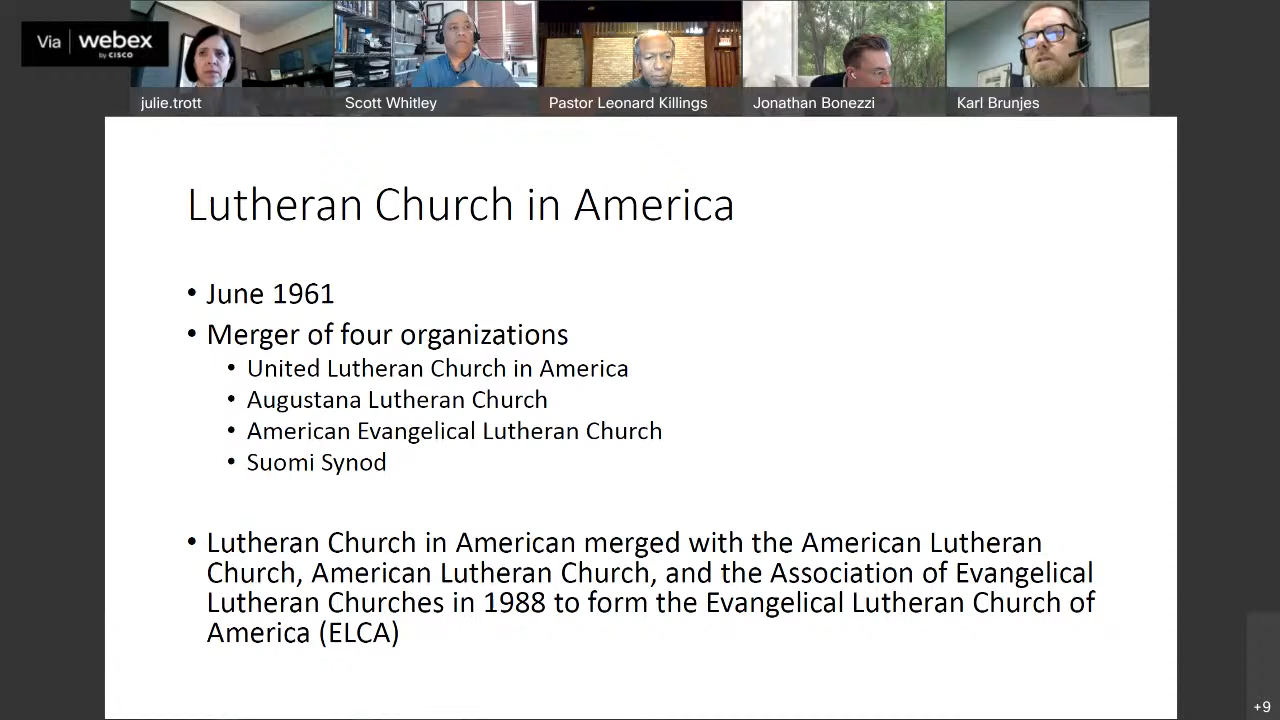 Via webex
by CISCO
julie.trott
Scott Whitley
Pastor Leonard Killings
Jonathan Bonezzi
Karl Brunjes
Lutheran Church in America
• June 1961
• Merger of four organizations
• United Lutheran Church in America
• Augustana Lutheran Church
• American Evangelical Lutheran Church
• Suomi Synod
• Lutheran Church in American merged with the American Lutheran
Church, American Lutheran Church, and the Association of Evangelical
Lutheran Churches in 1988 to form the Evangelical Lutheran Church of
America (ELCA)
+9